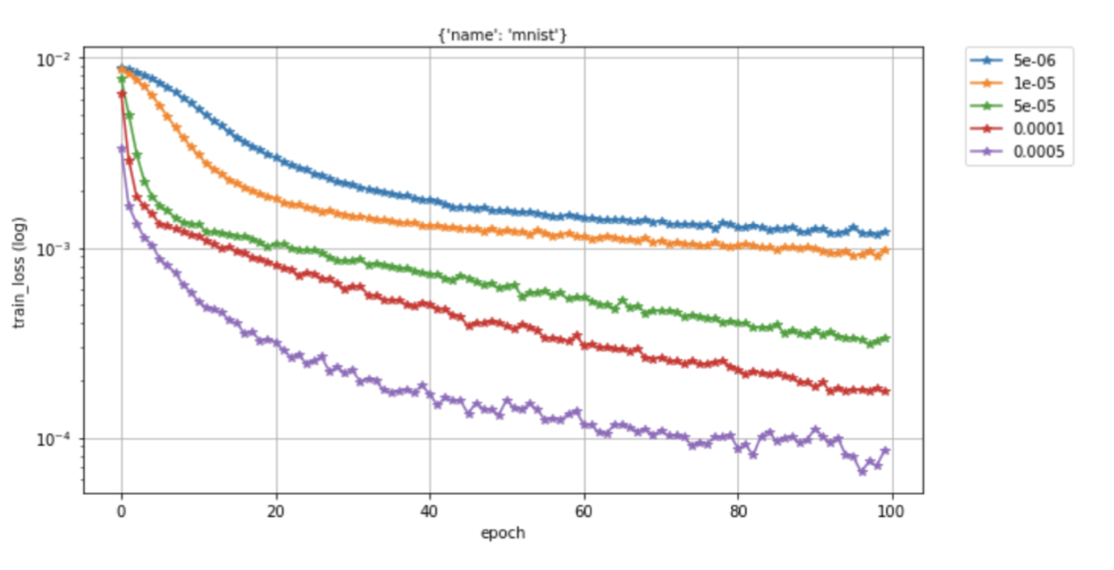 {'name': 'mnist'}
10⁻²
10⁻³
10⁻⁴
train_loss (log)
0 20 40 60 80 100
epoch
5e-06
1e-05
5e-05
0.0001
0.0005